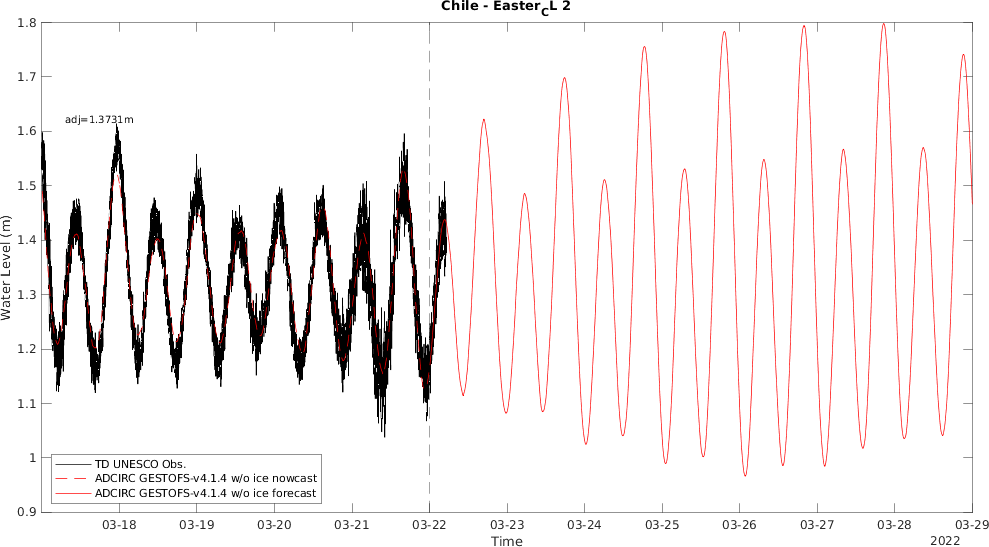 Chile - Easter_CL 2
1.8
1.7
1.6
1.5
1.4
1.3
1.2
1.1
1
0.9
Water Level (m)
adj=1.3731m
TD UNESCO Obs.
ADCIRC GESTOFS-v4.1.4 w/o ice nowcast
ADCIRC GESTOFS-v4.1.4 w/o ice forecast
03-18 03-19 03-20 03-21 03-22 03-23 03-24 03-25 03-26 03-27 03-28 03-29
Time
2022